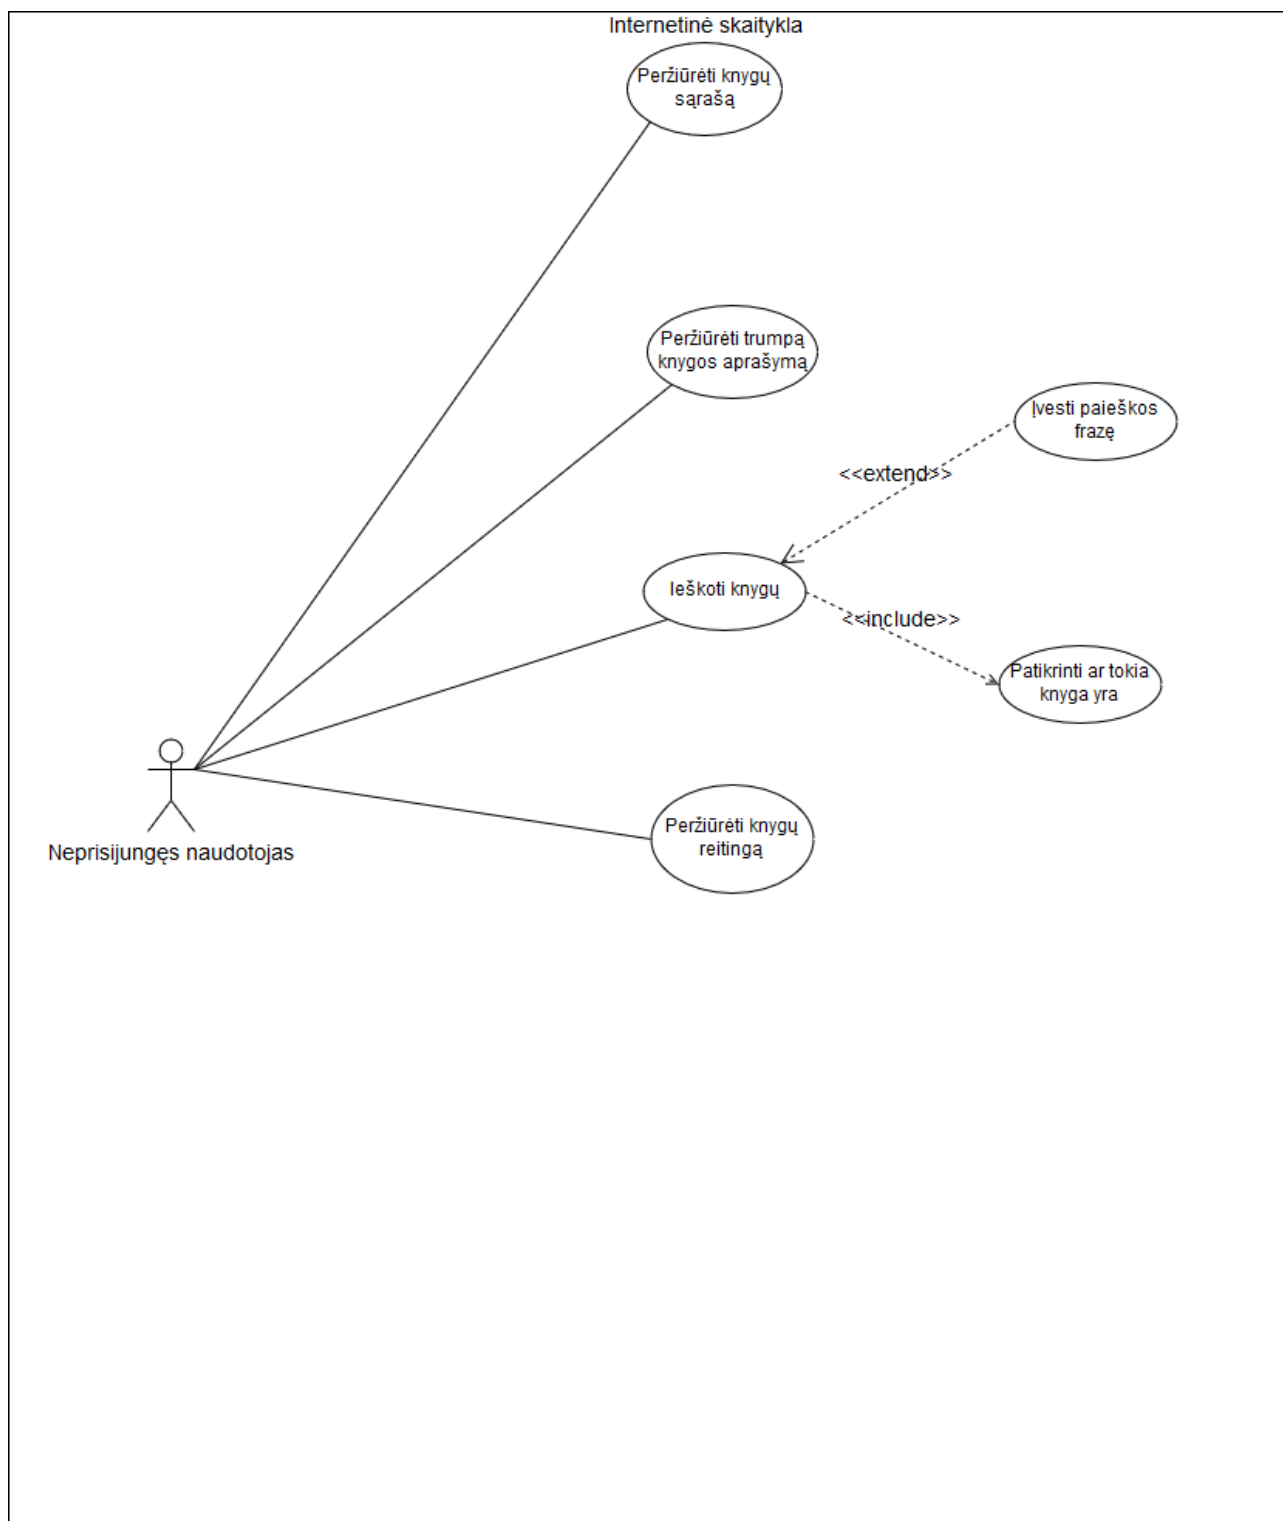 Internetinė skaitykla
Peržiūrėti knygų
sąrašą
Peržiūrėti trumpą
knygos aprašymą
Įvesti paieškos
frazę
<<extend>>
Ieškoti knygų
<<include>>
Patikrinti ar tokia
knyga yra
Peržiūrėti knygų
reitingą
Neprisijungęs naudotojas